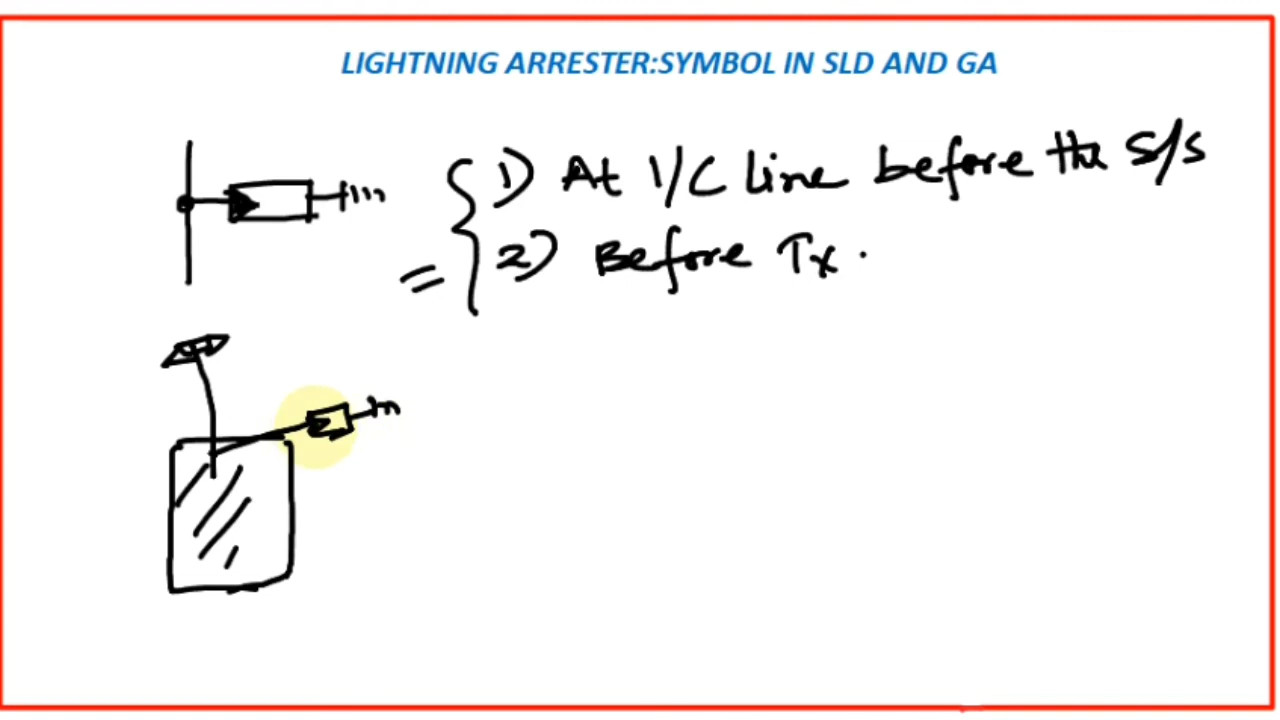 LIGHTNING ARRESTER:SYMBOL IN SLD AND GA
1) At I/C line before the S/S
2) Before Tx.